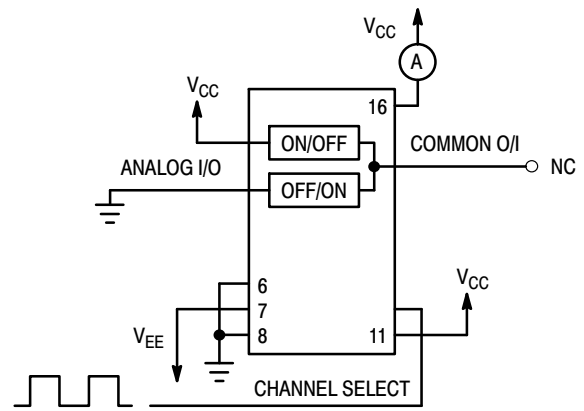 V_CC
A
V_CC
16
ON/OFF
COMMON O/I
NC
ANALOG I/O
OFF/ON
6
7
8
V_EE
V_CC
11
CHANNEL SELECT